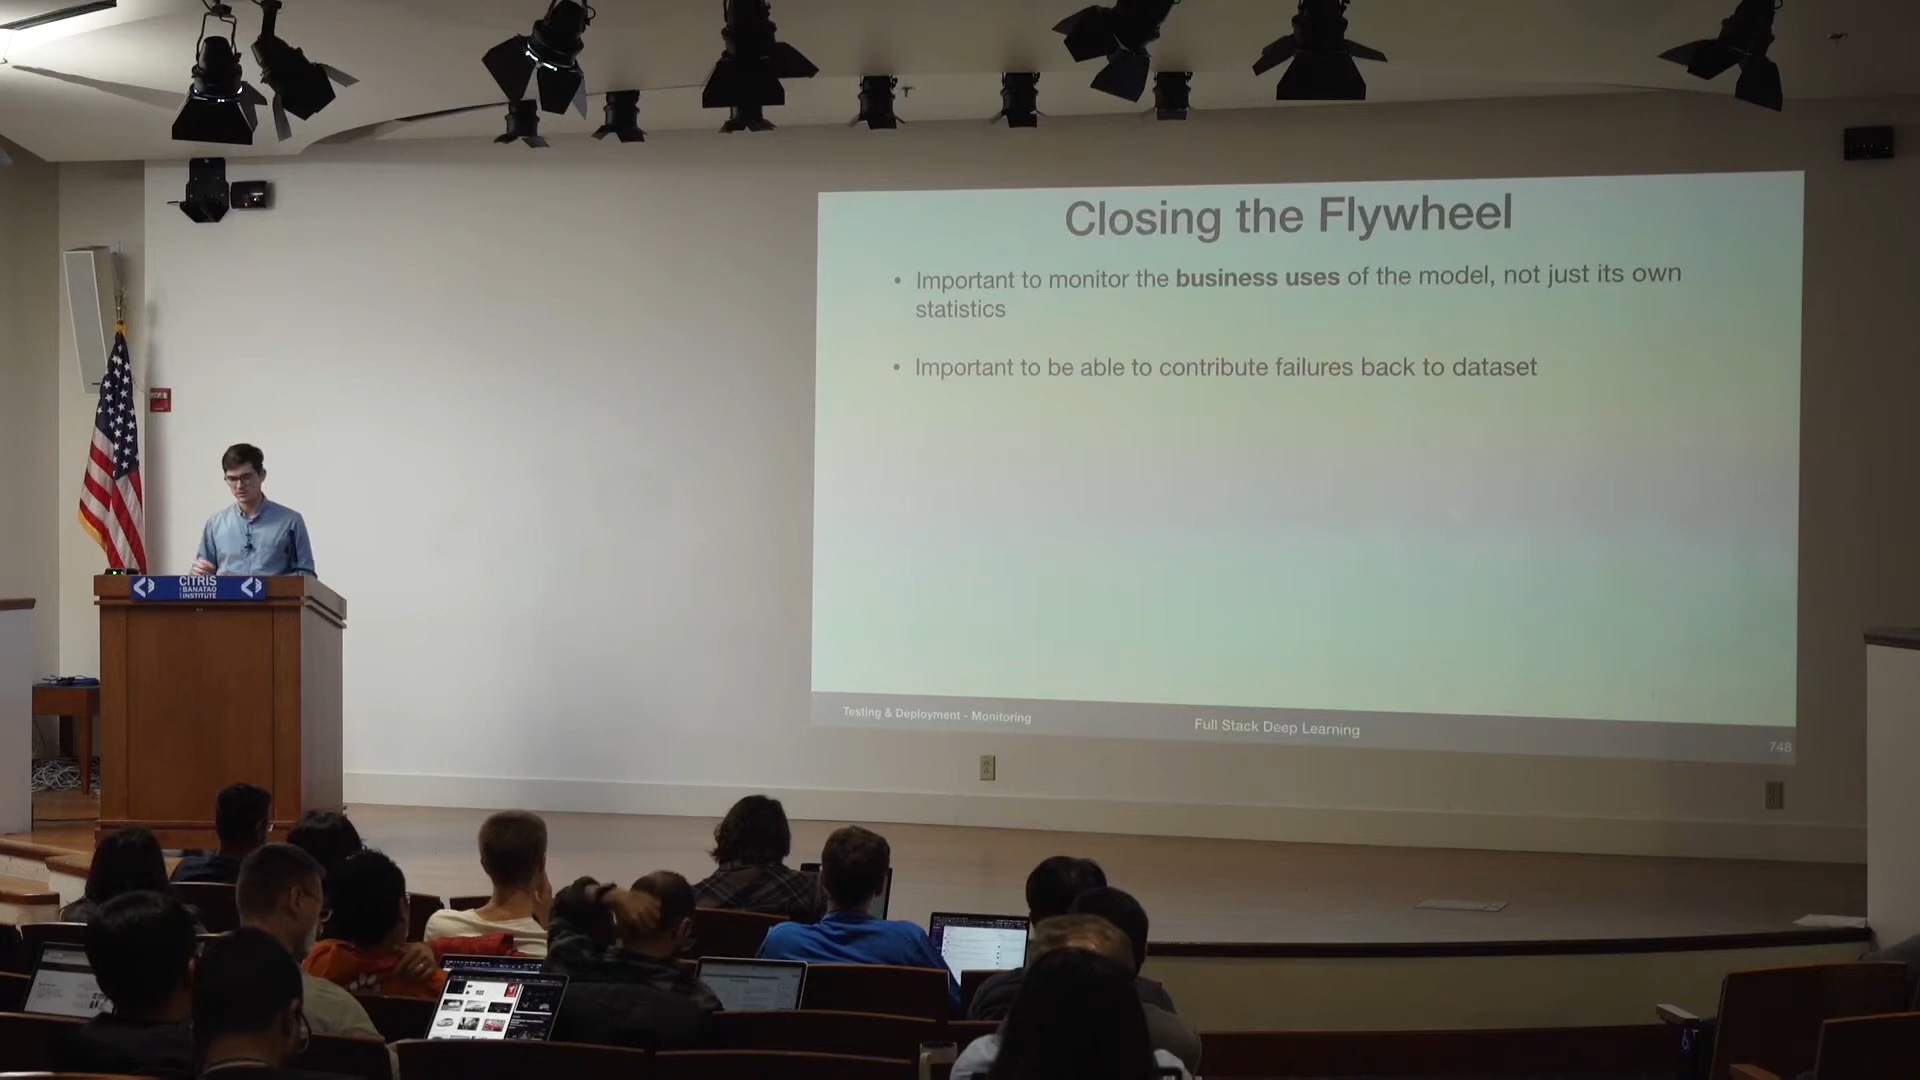 Closing the Flywheel
• Important to monitor the business uses of the model, not just its own
statistics
• Important to be able to contribute failures back to dataset
Testing & Deployment - Monitoring
Full Stack Deep Learning
748
CITRIS
BANATAO
INSTITUTE